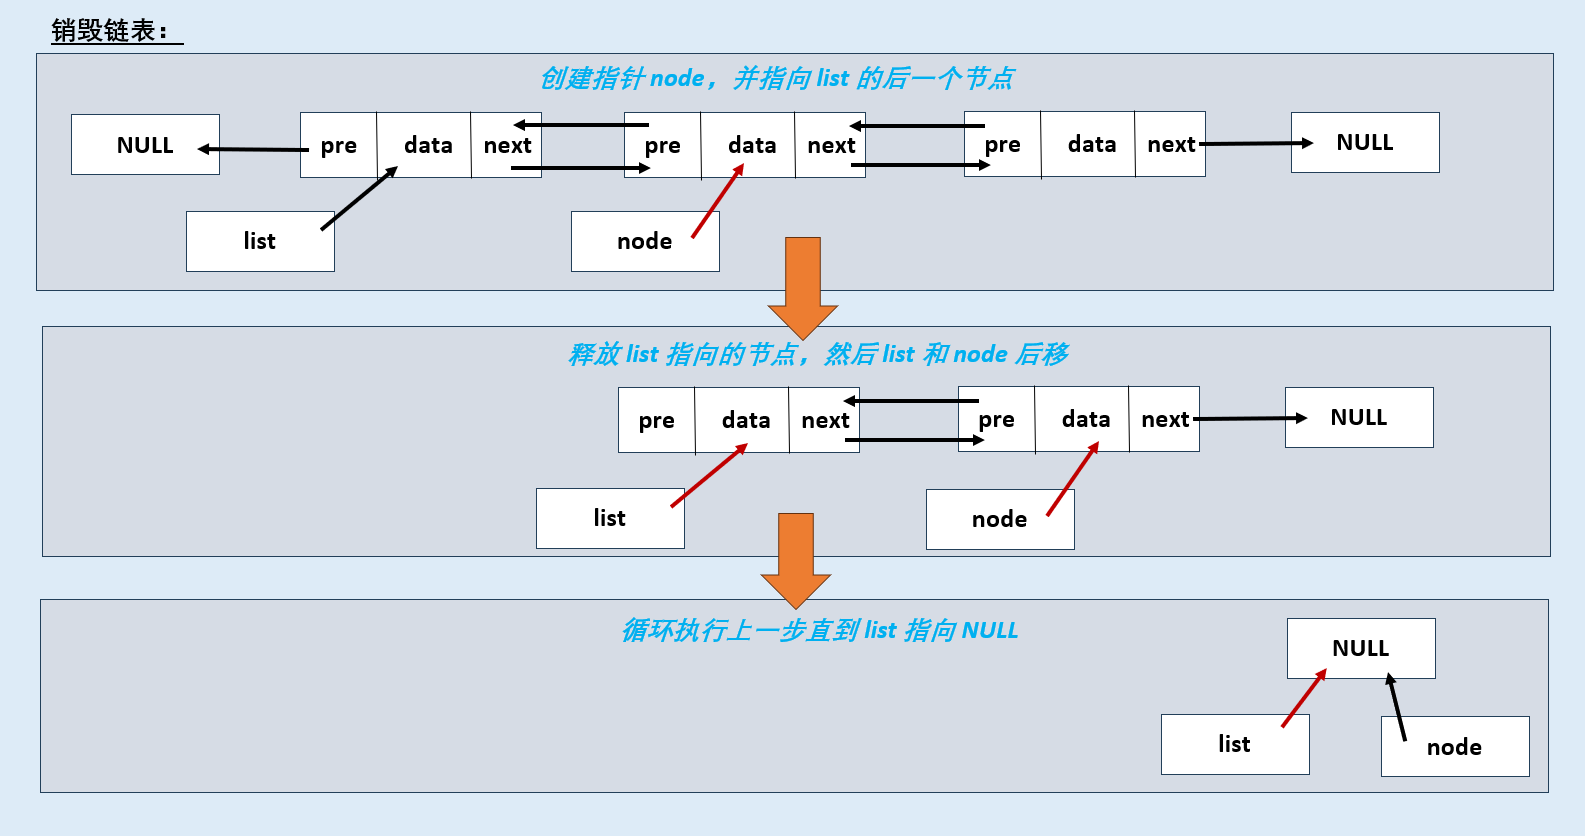 销毁链表：
创建指针 node，并指向 list 的后一个节点
NULL pre data next pre data next pre data next NULL
list node
释放 list 指向的节点，然后 list 和 node 后移
pre data next pre data next NULL
list node
循环执行上一步直到 list 指向 NULL
NULL
list node